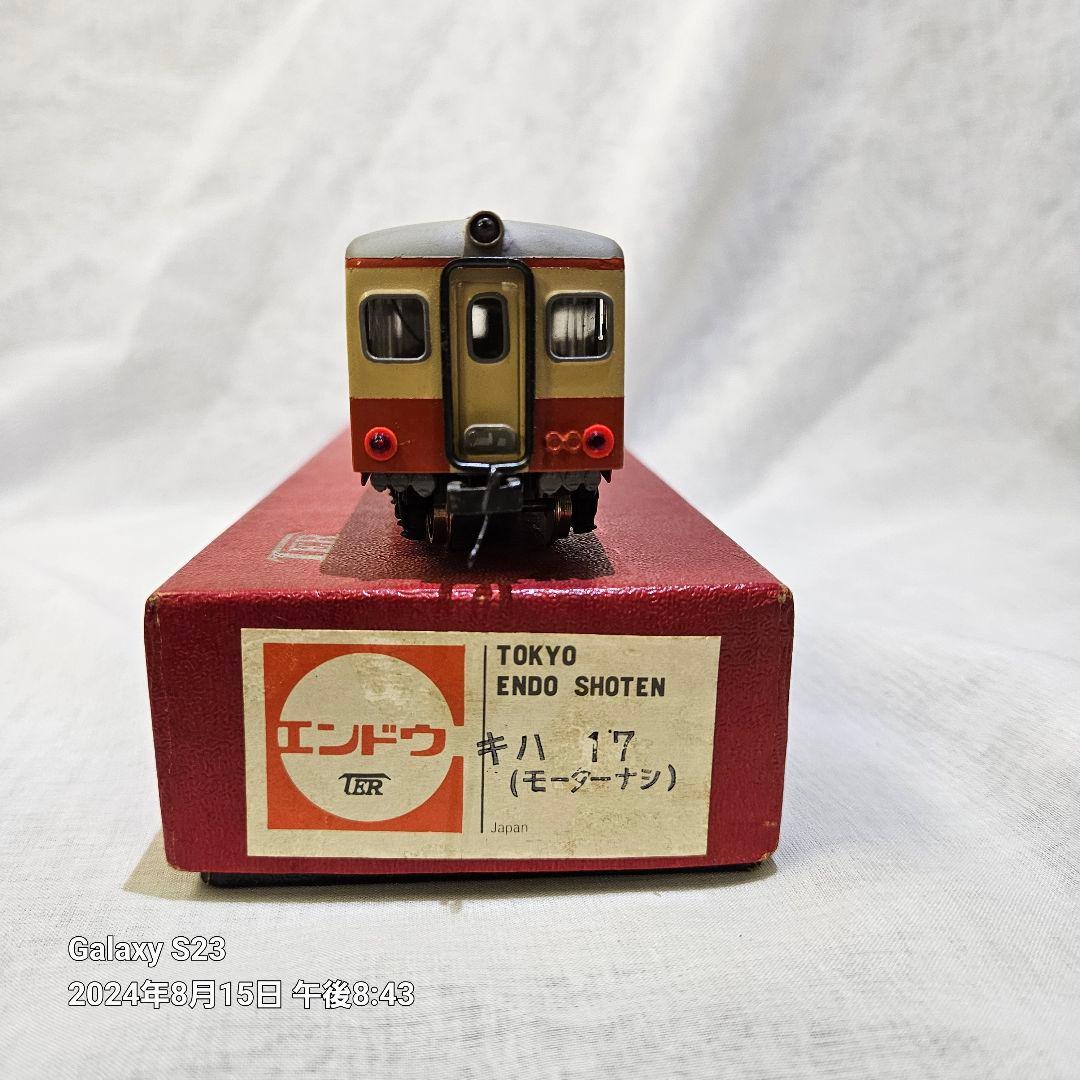 TER
エンドウ
TER
TOKYO
ENDO SHOTEN
キハ 17
(モーターナシ)
Japan
Galaxy S23
2024年8月15日 午後8:43